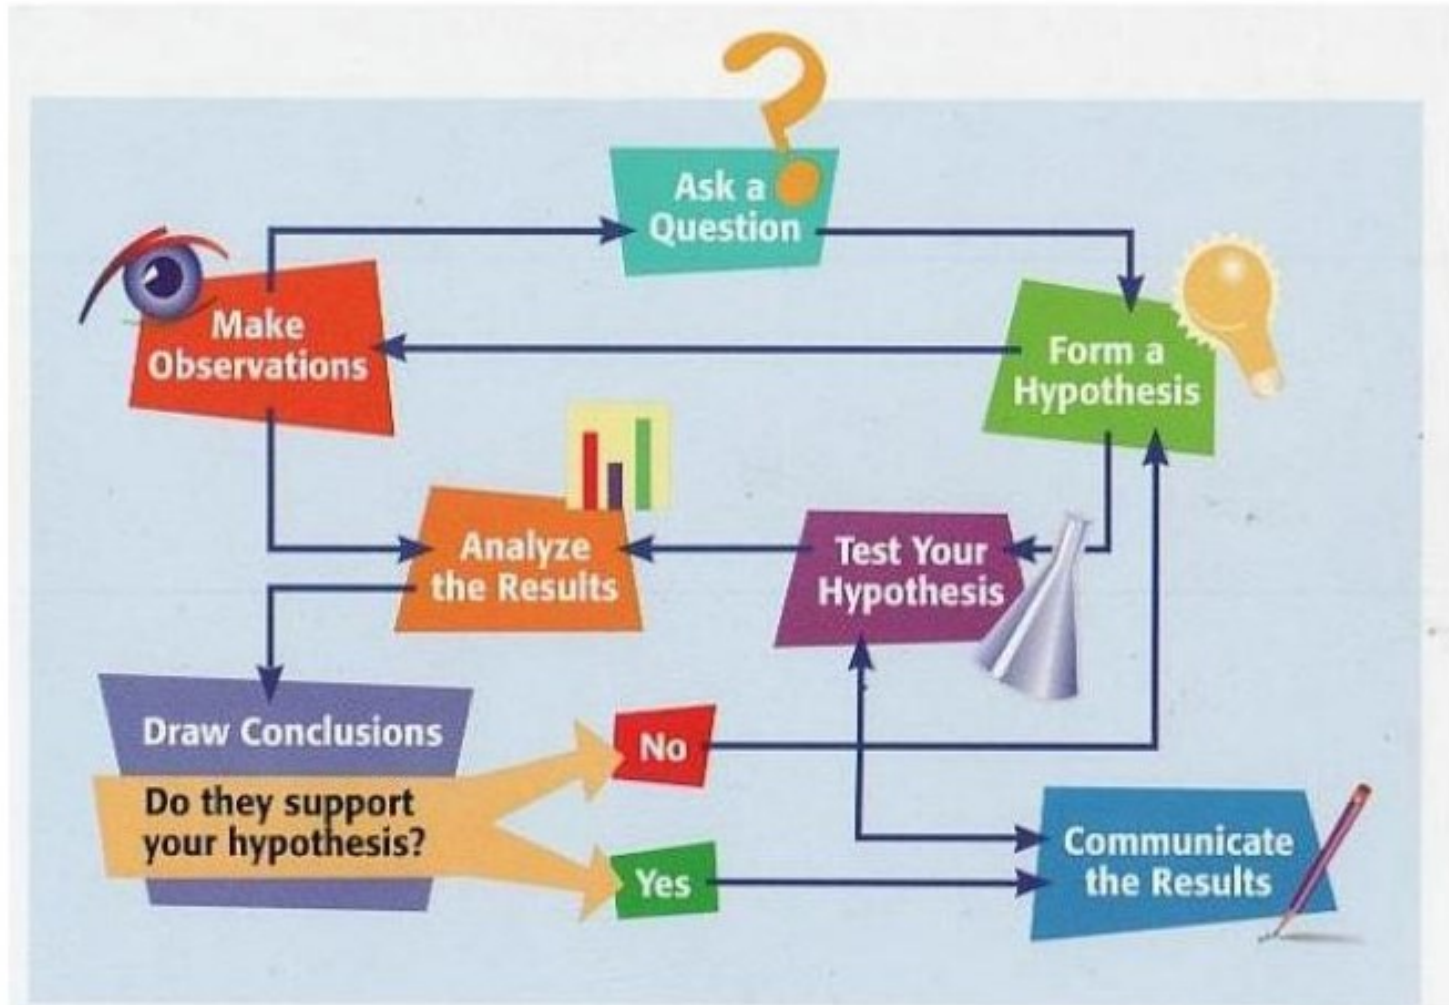 Ask a
Question
Make
Observations
Form a
Hypothesis
Analyze
the Results
Test Your
Hypothesis
Draw Conclusions
Do they support
your hypothesis?
No
Yes
Communicate
the Results